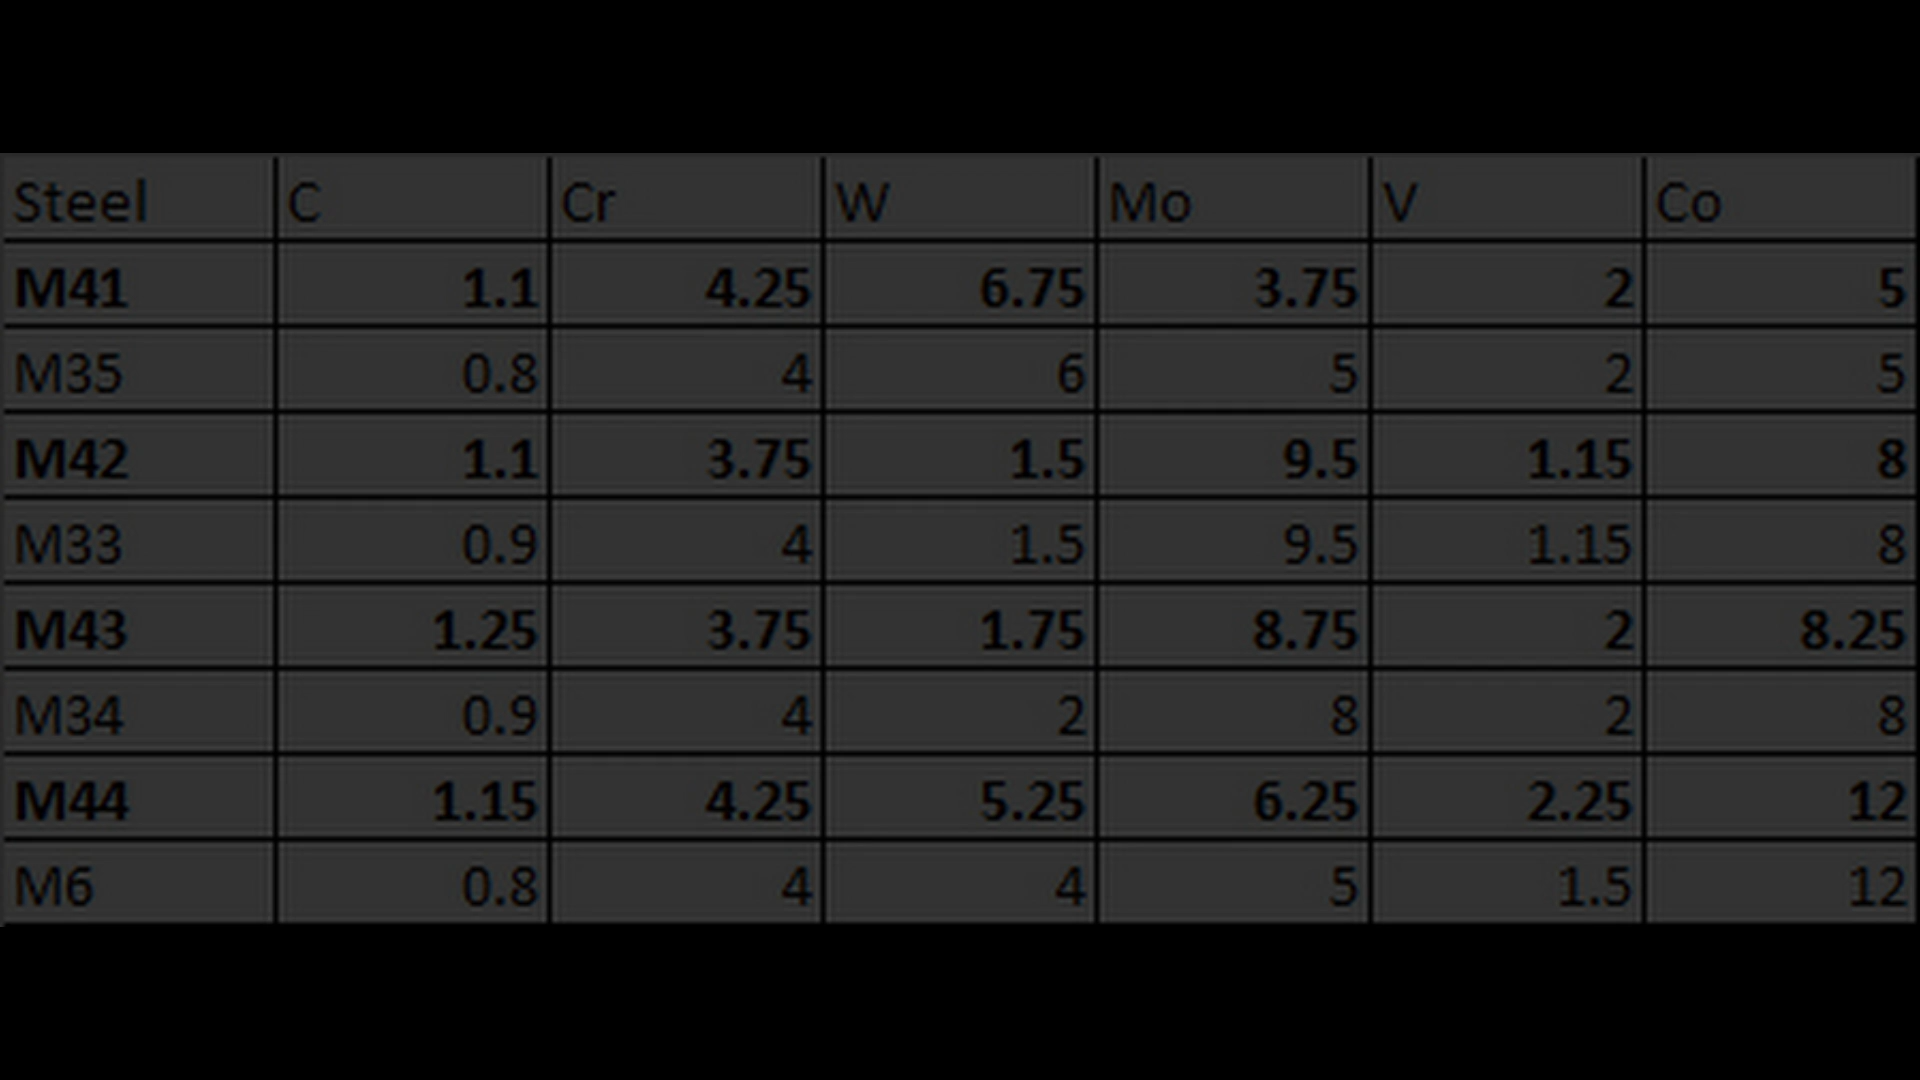 Steel C Cr W Mo V Co
M41 1.1 4.25 6.75 3.75 2 5
M35 0.8 4 6 5 2 5
M42 1.1 3.75 1.5 9.5 1.15 8
M33 0.9 4 1.5 9.5 1.15 8
M43 1.25 3.75 1.75 8.75 2 8.25
M34 0.9 4 2 8 2 8
M44 1.15 4.25 5.25 6.25 2.25 12
M6 0.8 4 4 5 1.5 12